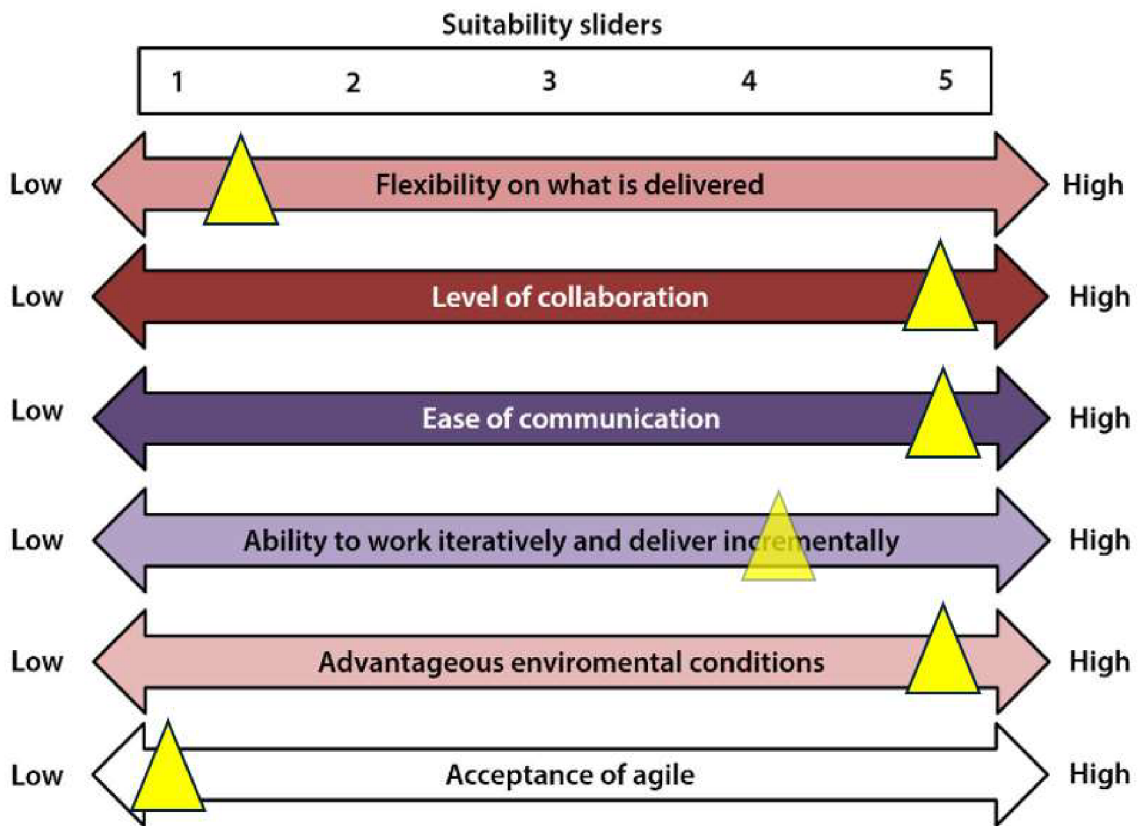 Suitability sliders
1 2 3 4 5
Low Flexibility on what is delivered High
Low Level of collaboration High
Low Ease of communication High
Low Ability to work iteratively and deliver incrementally High
Low Advantageous enviromental conditions High
Low Acceptance of agile High